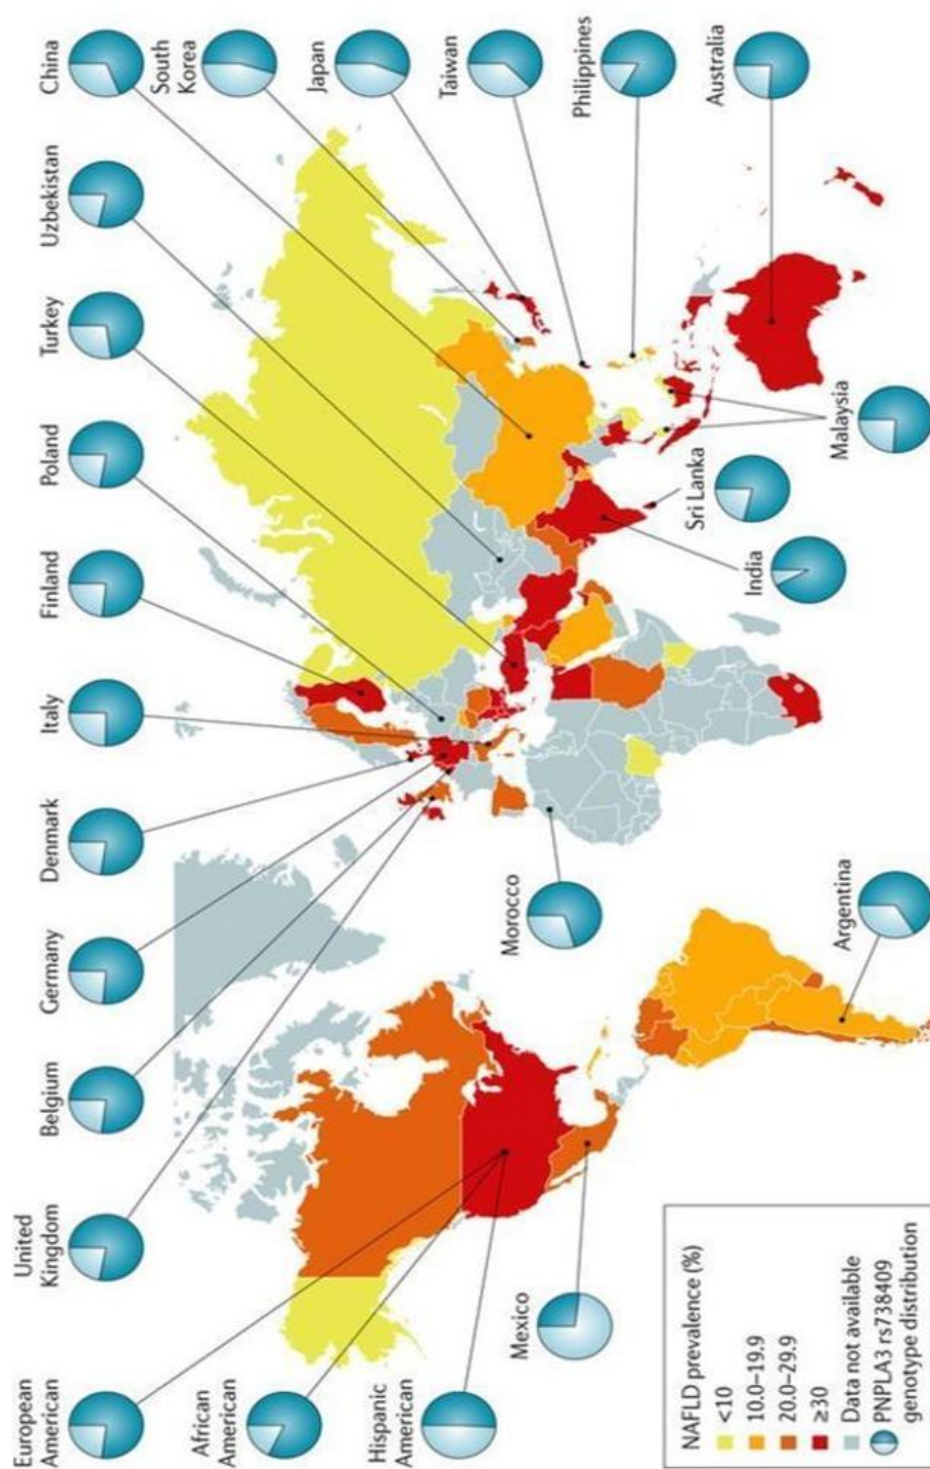 European
American
United
Kingdom
Belgium
Germany
Denmark
Italy
Finland
Poland
Turkey
Uzbekistan
China
African
American
South
Korea
Hispanic
American
Japan
Taiwan
Mexico
Morocco
Philippines
Sri Lanka
India
Argentina
Malaysia
Australia
NAFLD prevalence (%)
<10
10.0–19.9
20.0–29.9
≥30
Data not available
PNPLA3 rs738409
genotype distribution